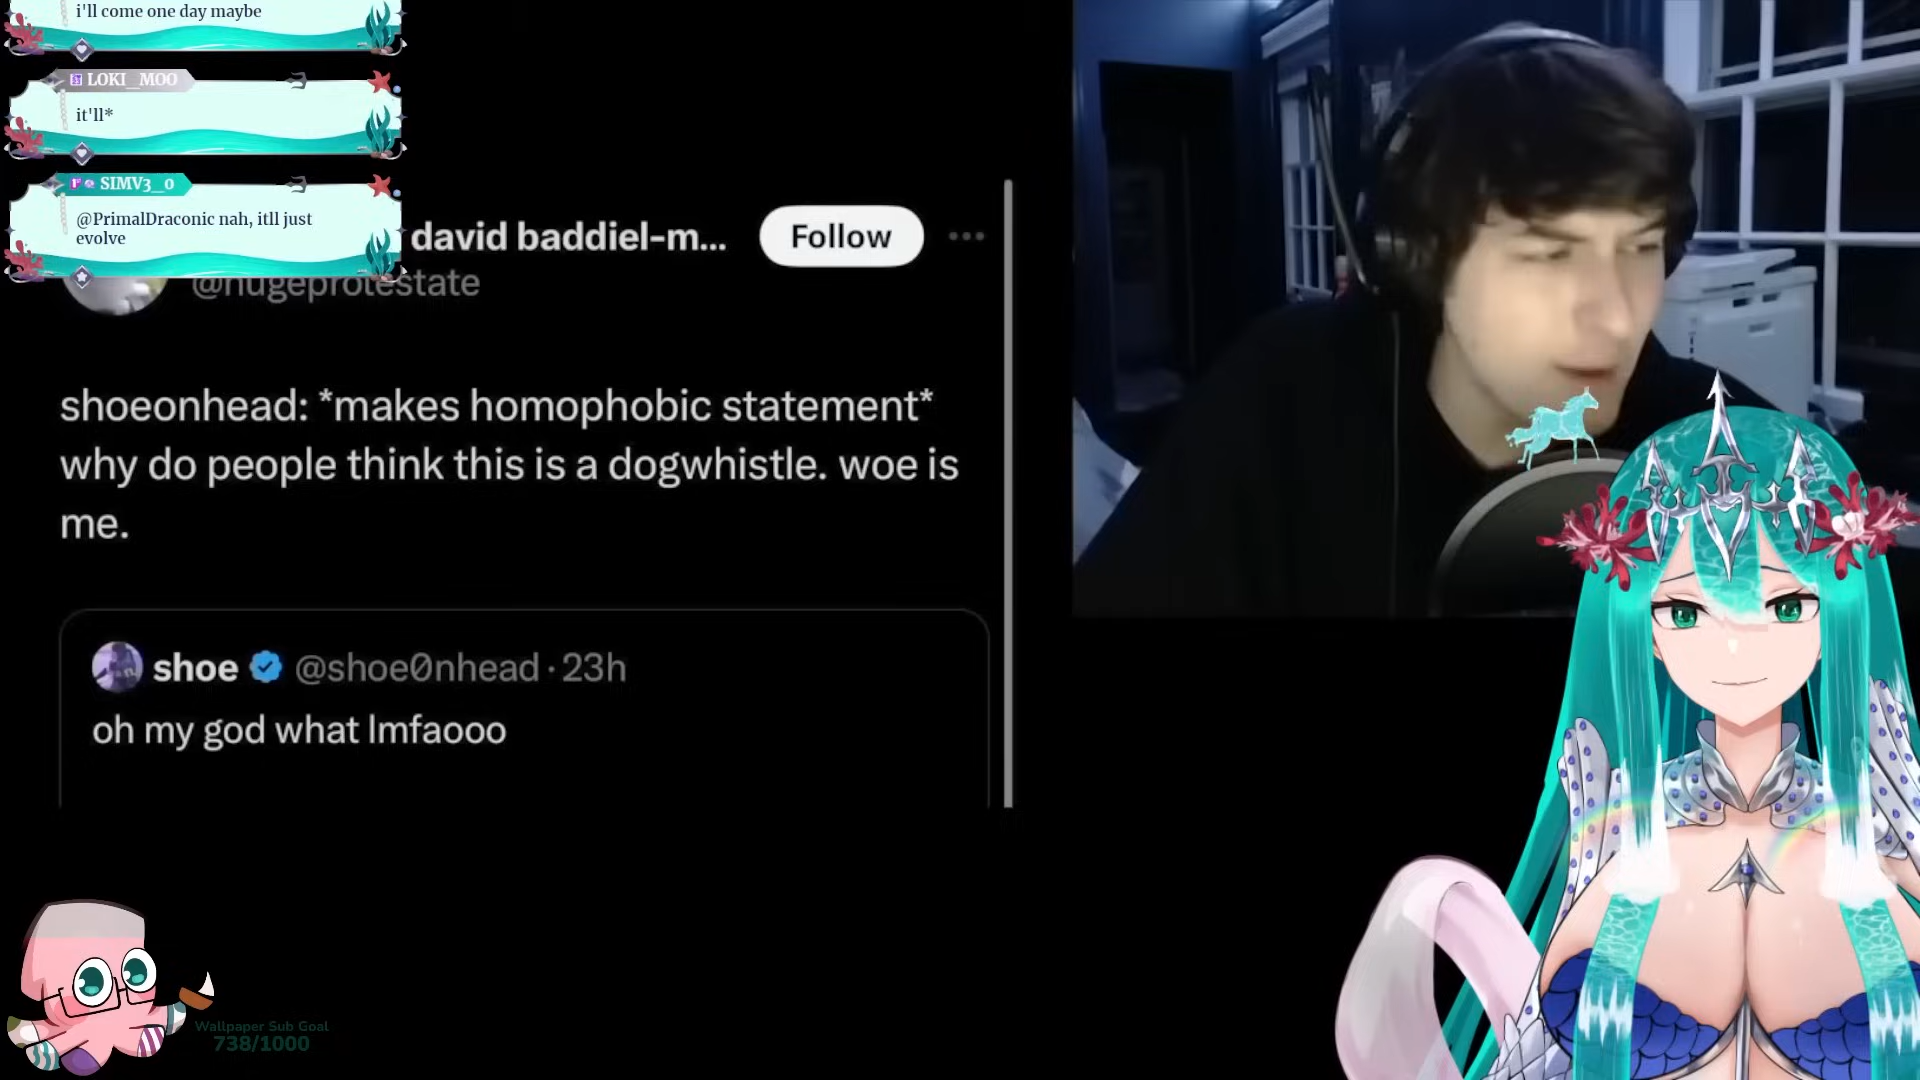 i'll come one day maybe
LOKI__MOO
it'll*
SIMV3__0
@PrimalDraconic nah, itll just
evolve
david baddiel-m...
Follow
@hugeprotestate
shoeonhead: *makes homophobic statement*
why do people think this is a dogwhistle. woe is
me.
shoe @shoe0nhead · 23h
oh my god what lmfaooo
Wallpaper Sub Goal
738/1000